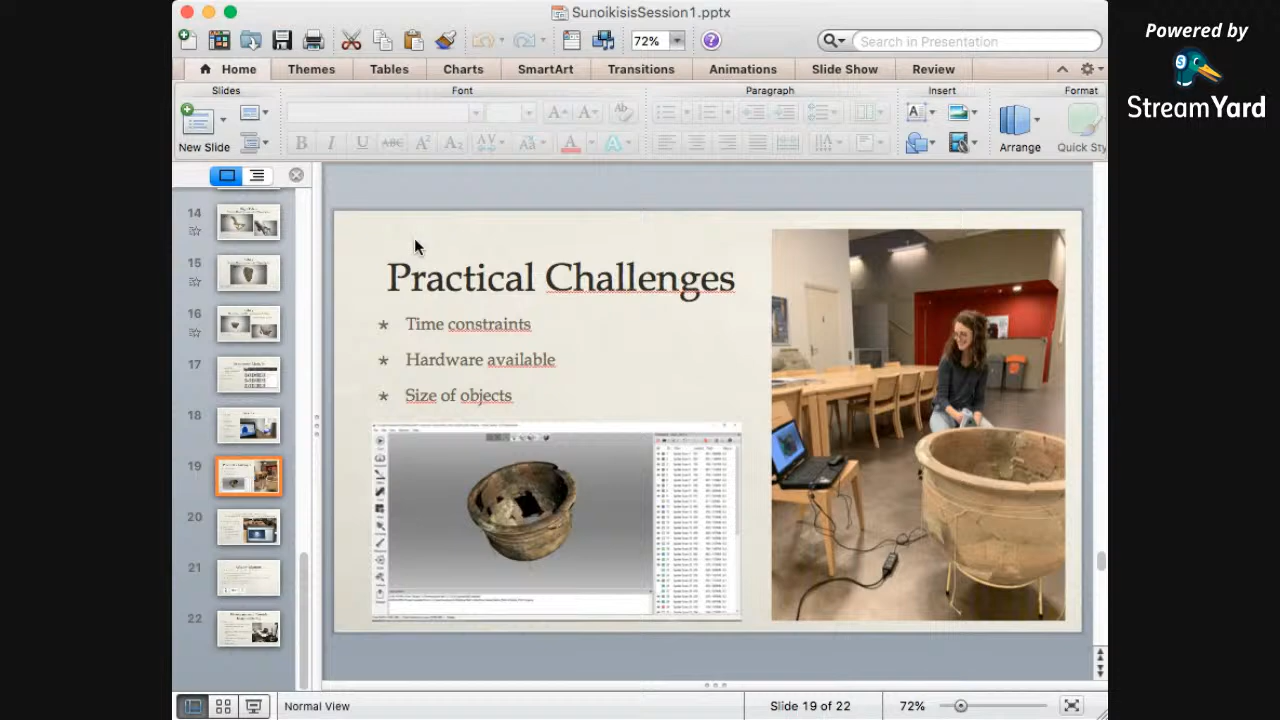 SunoikisisSession1.pptx
Powered by
StreamYard
72%
Search in Presentation
Home
Themes
Tables
Charts
SmartArt
Transitions
Animations
Slide Show
Review
Slides
Font
Paragraph
Insert
Format
New Slide
Arrange
Quick Sty
14
15
16
17
18
19
20
21
22
Practical Challenges
* Time constraints
* Hardware available
* Size of objects
Normal View
Slide 19 of 22
72%